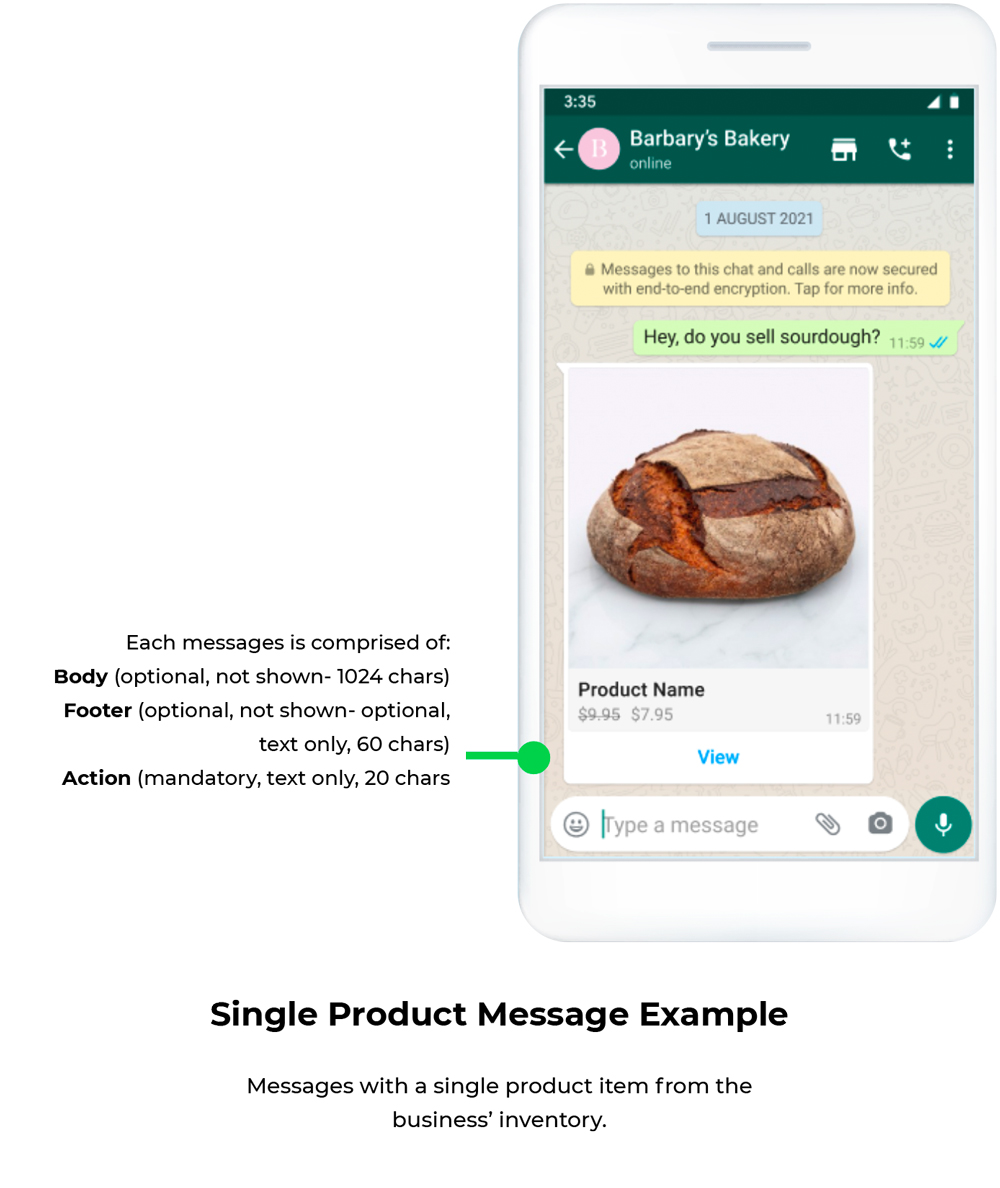 3:35
B
Barbary's Bakery
online
1 AUGUST 2021
Messages to this chat and calls are now secured
with end-to-end encryption. Tap for more info.
Hey, do you sell sourdough? 11:59
Product Name
$9.95 $7.95
11:59
View
Type a message
Each messages is comprised of:
Body (optional, not shown- 1024 chars)
Footer (optional, not shown- optional,
text only, 60 chars)
Action (mandatory, text only, 20 chars
Single Product Message Example
Messages with a single product item from the
business’ inventory.